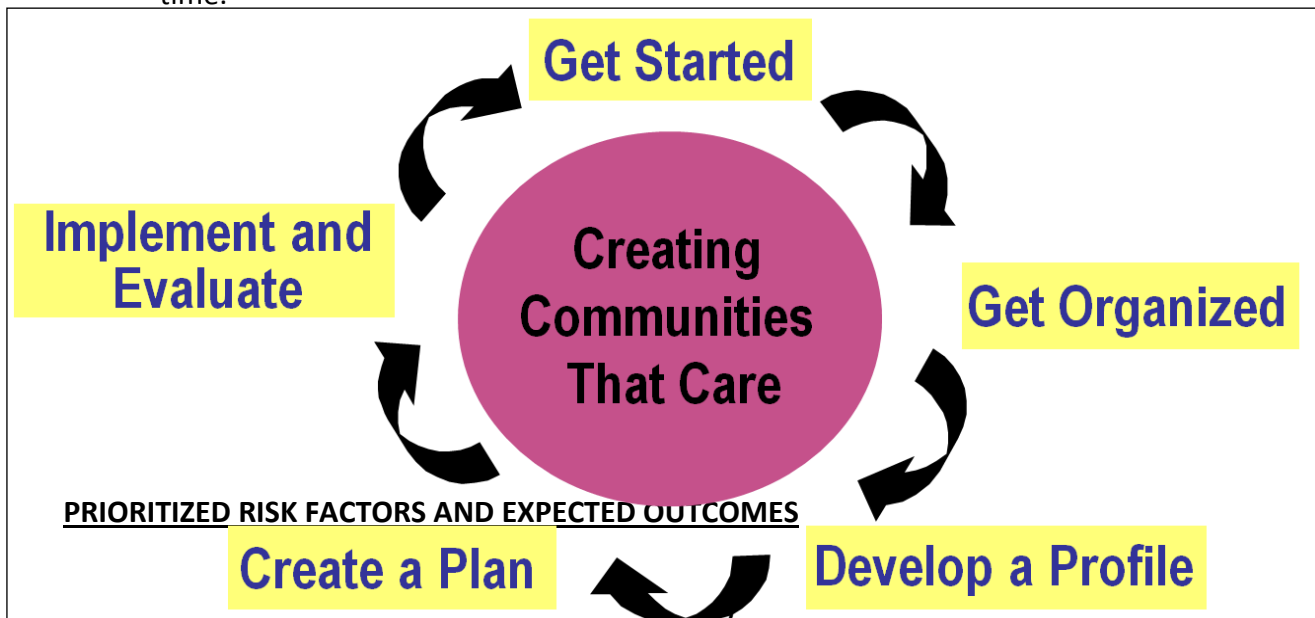 time.
Get Started
Implement and
Evaluate
Creating
Communities
That Care
Get Organized
PRIORITIZED RISK FACTORS AND EXPECTED OUTCOMES
Create a Plan
Develop a Profile